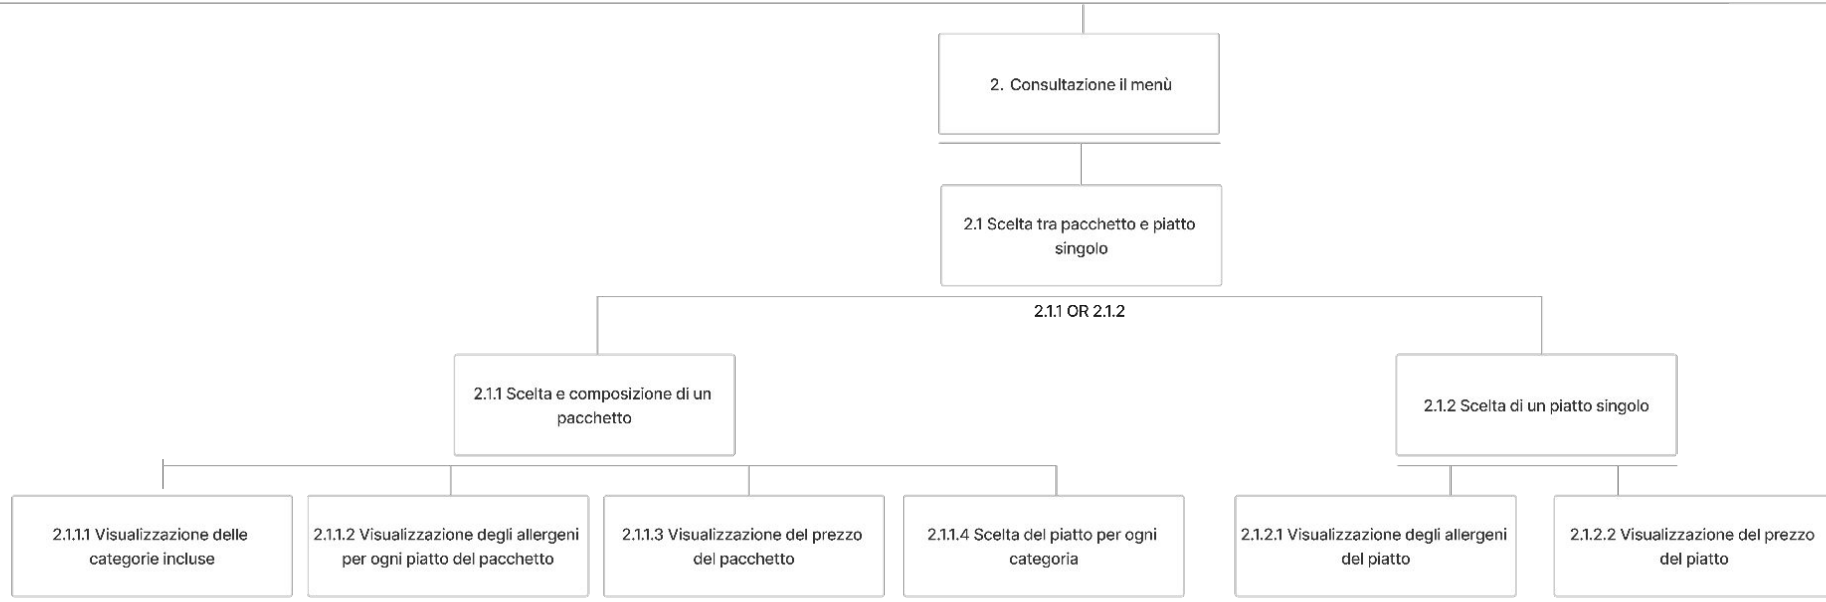 2. Consultazione il menù
2.1 Scelta tra pacchetto e piatto
singolo
2.1.1 OR 2.1.2
2.1.1 Scelta e composizione di un
pacchetto
2.1.2 Scelta di un piatto singolo
2.1.1.1 Visualizzazione delle
categorie incluse
2.1.1.2 Visualizzazione degli allergeni
per ogni piatto del pacchetto
2.1.1.3 Visualizzazione del prezzo
del pacchetto
2.1.1.4 Scelta del piatto per ogni
categoria
2.1.2.1 Visualizzazione degli allergeni
del piatto
2.1.2.2 Visualizzazione del prezzo
del piatto